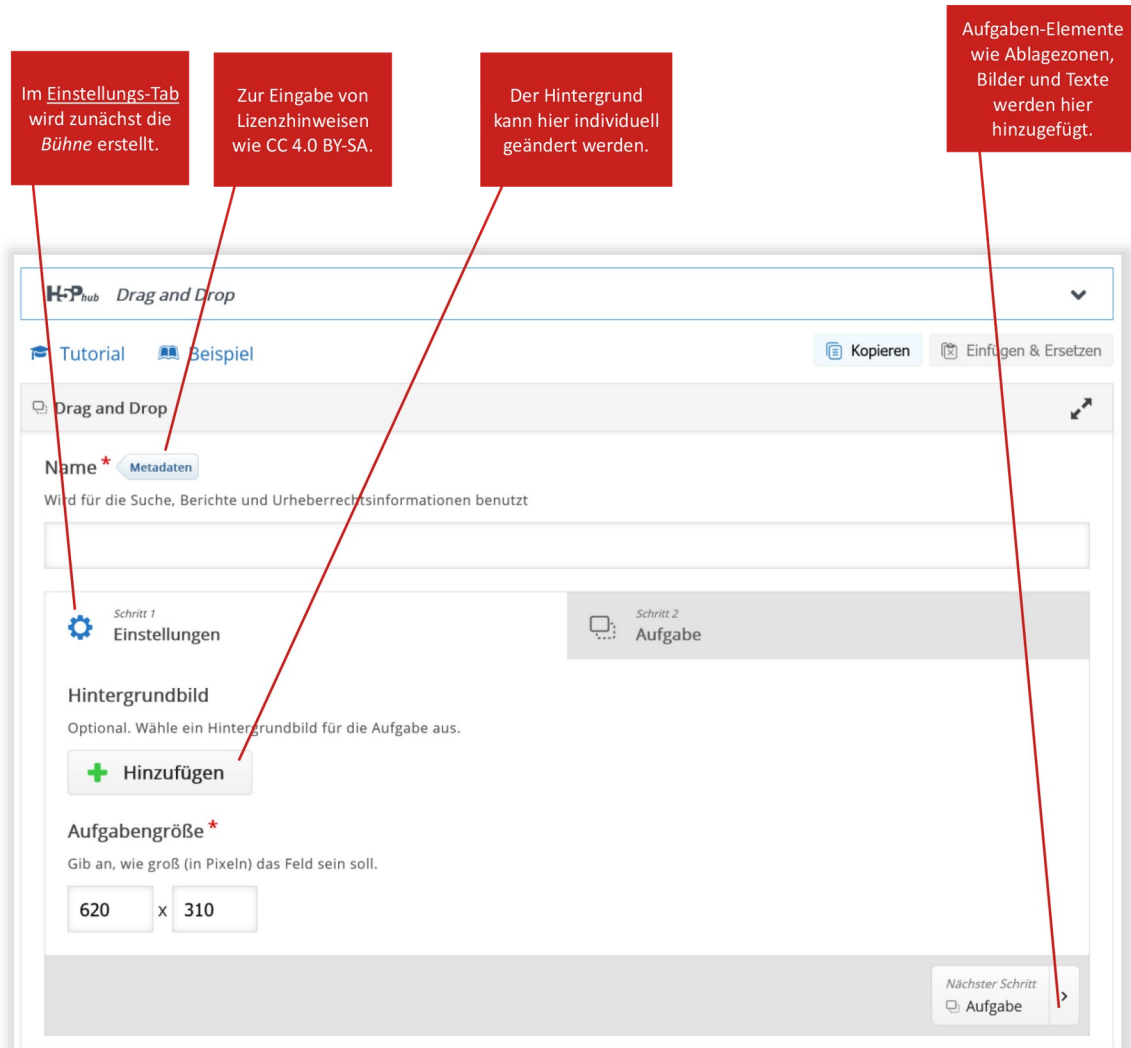 Im Einstellungs-Tab
wird zunächst die
Bühne erstellt.
Zur Eingabe von
Lizenzhinweisen
wie CC 4.0 BY-SA.
Der Hintergrund
kann hier individuell
geändert werden.
Aufgaben-Elemente
wie Ablagezonen,
Bilder und Texte
werden hier
hinzugefügt.
H5Phub Drag and Drop
Tutorial Beispiel Kopieren Einfügen & Ersetzen
Drag and Drop
Name * Metadaten
Wird für die Suche, Berichte und Urheberrechtsinformationen benutzt
Schritt 1
Einstellungen
Schritt 2
Aufgabe
Hintergrundbild
Optional. Wähle ein Hintergrundbild für die Aufgabe aus.
Hinzufügen
Aufgabengröße *
Gib an, wie groß (in Pixeln) das Feld sein soll.
620 x 310
Nächster Schritt
Aufgabe